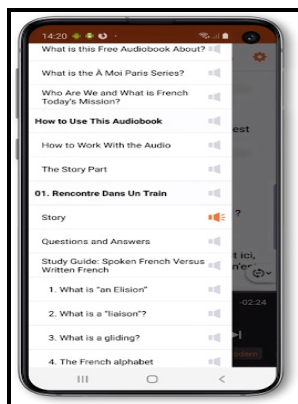 14:20
What is this Free Audiobook About?
What is the À Moi Paris Series?
Who Are We and What is French
Today's Mission?
How to Use This Audiobook
How to Work With the Audio
The Story Part
01. Rencontre Dans Un Train
Story
Questions and Answers
Study Guide: Spoken French Versus
Written French
1. What is "an Elision"
2. What is a "liaison"?
3. What is a gliding?
4. The French alphabet
est
?
t ici,
-02:24